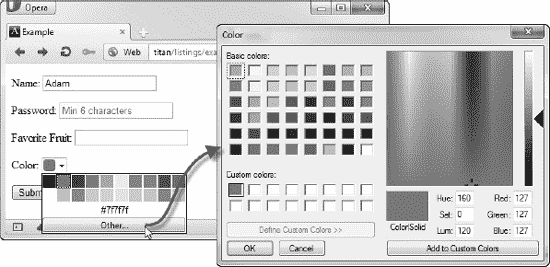 Opera
Example
Web titan/listings/exa
Name: Adam
Password: Min 6 characters
Favorite Fruit:
Color:
Subm
#7f7f7f
Other...
Color
Basic colors:
Custom colors:
Define Custom Colors >>
OK Cancel
Color|Solid
Hue: 160 Red: 127
Sat: 0 Green: 127
Lum: 120 Blue: 127
Add to Custom Colors